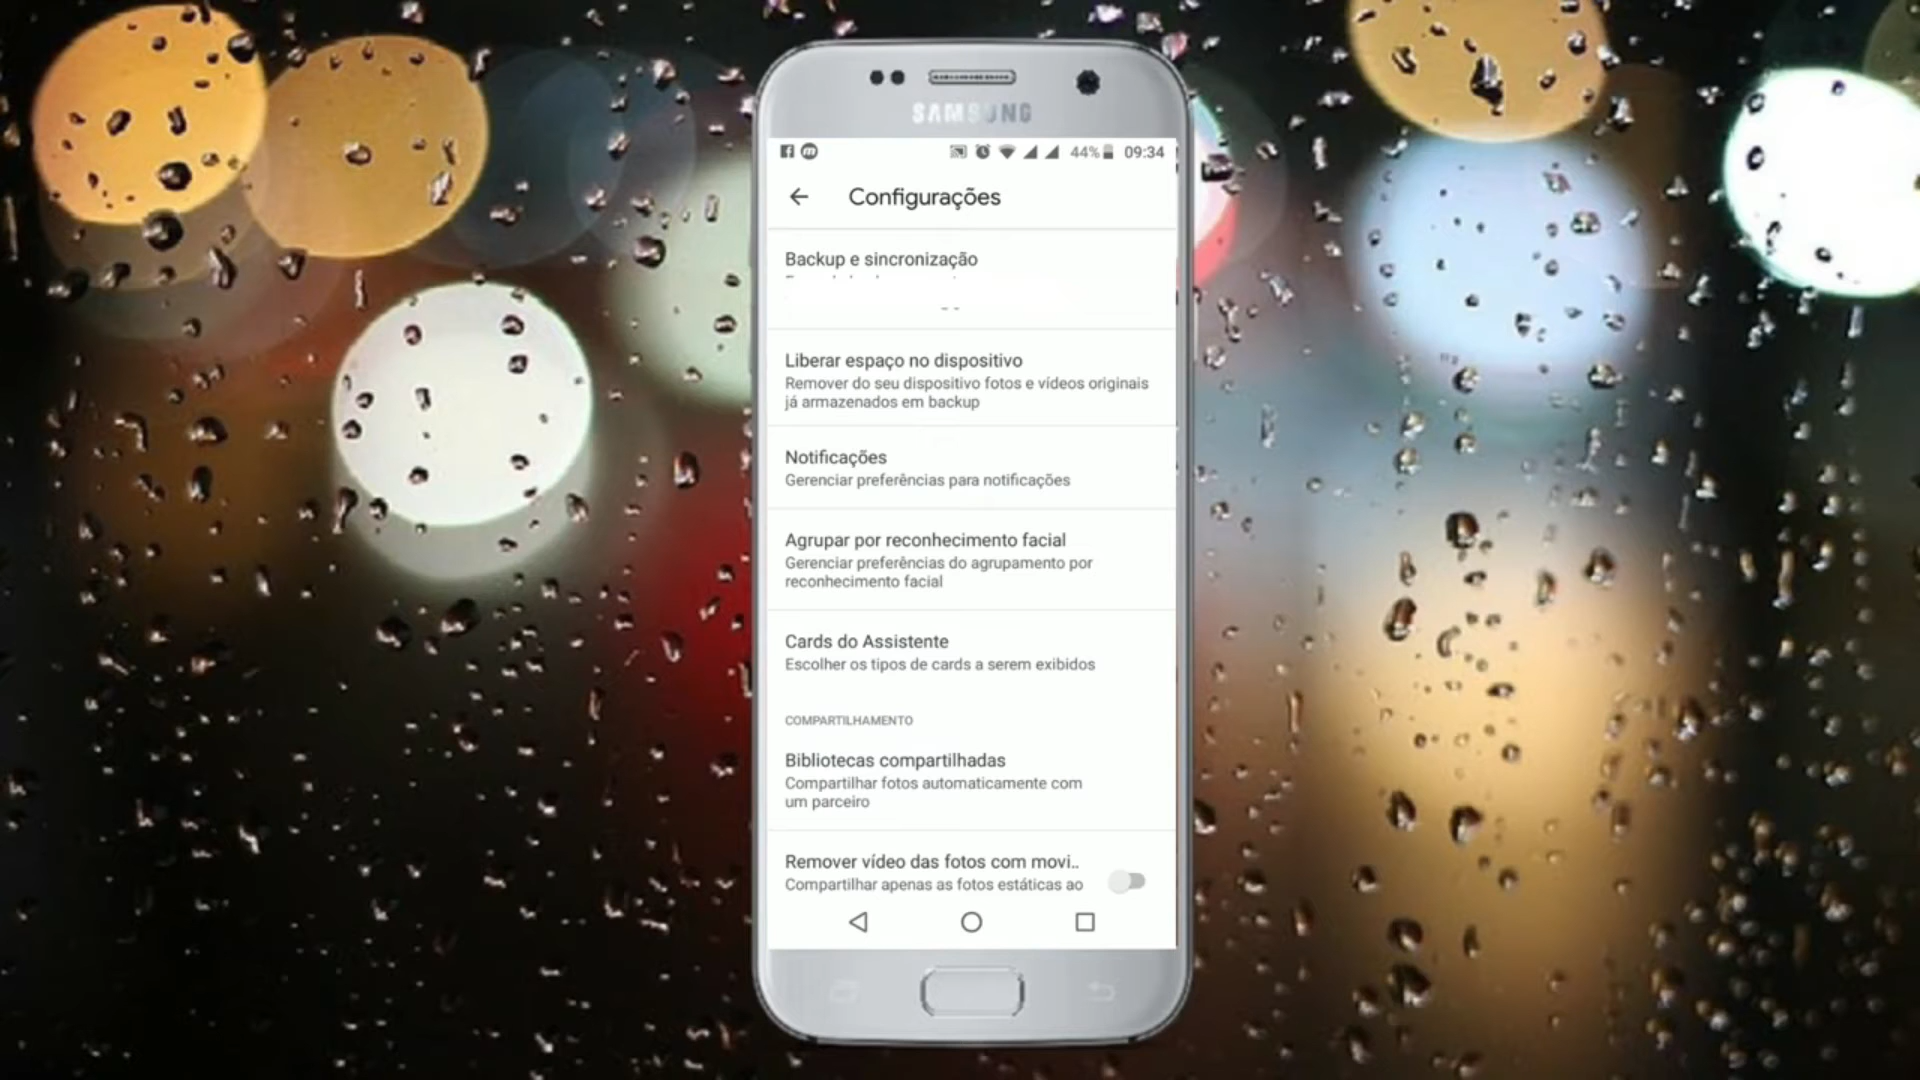 SAMSUNG
44% 09:34
Configurações
Backup e sincronização
Liberar espaço no dispositivo
Remover do seu dispositivo fotos e vídeos originais
já armazenados em backup
Notificações
Gerenciar preferências para notificações
Agrupar por reconhecimento facial
Gerenciar preferências do agrupamento por
reconhecimento facial
Cards do Assistente
Escolher os tipos de cards a serem exibidos
COMPARTILHAMENTO
Bibliotecas compartilhadas
Compartilhar fotos automaticamente com
um parceiro
Remover vídeo das fotos com movi..
Compartilhar apenas as fotos estáticas ao